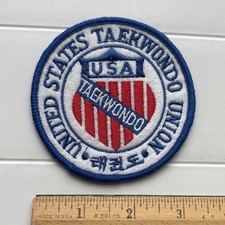 UNITED STATES TAEKWONDO UNION
USA
TAEKWONDO
태권도
1 2 3